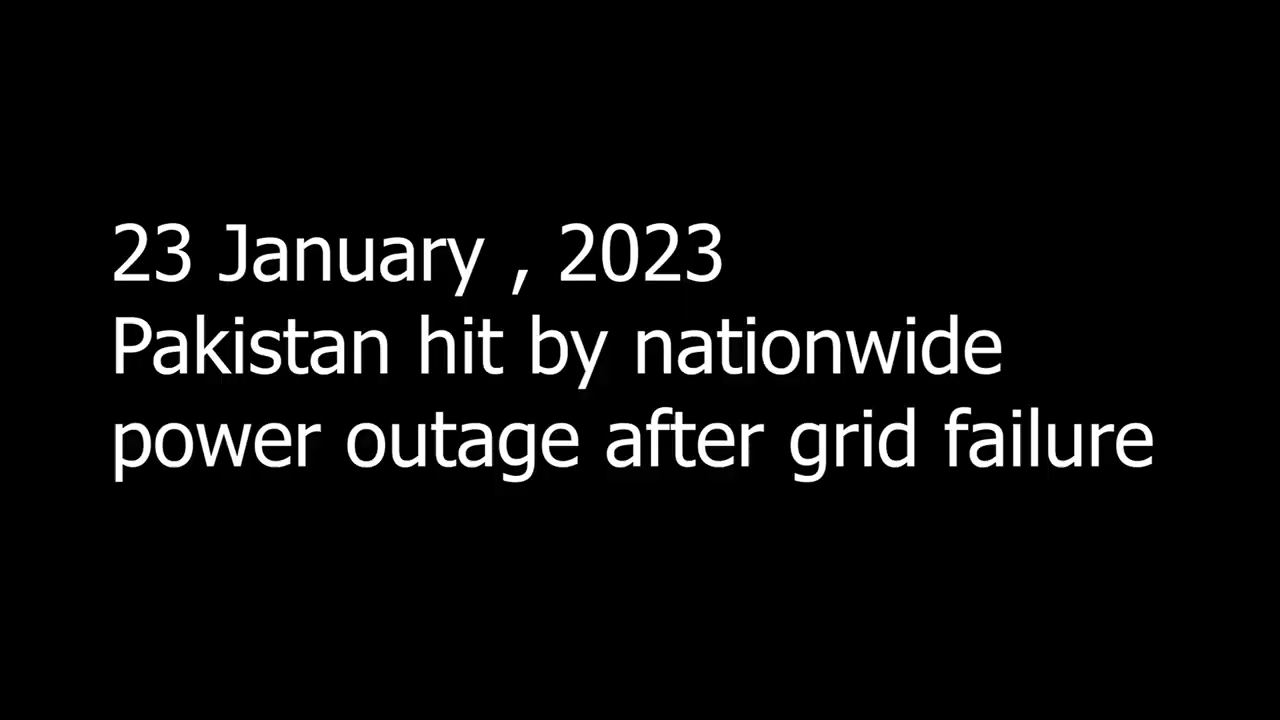 23 January , 2023
Pakistan hit by nationwide
power outage after grid failure